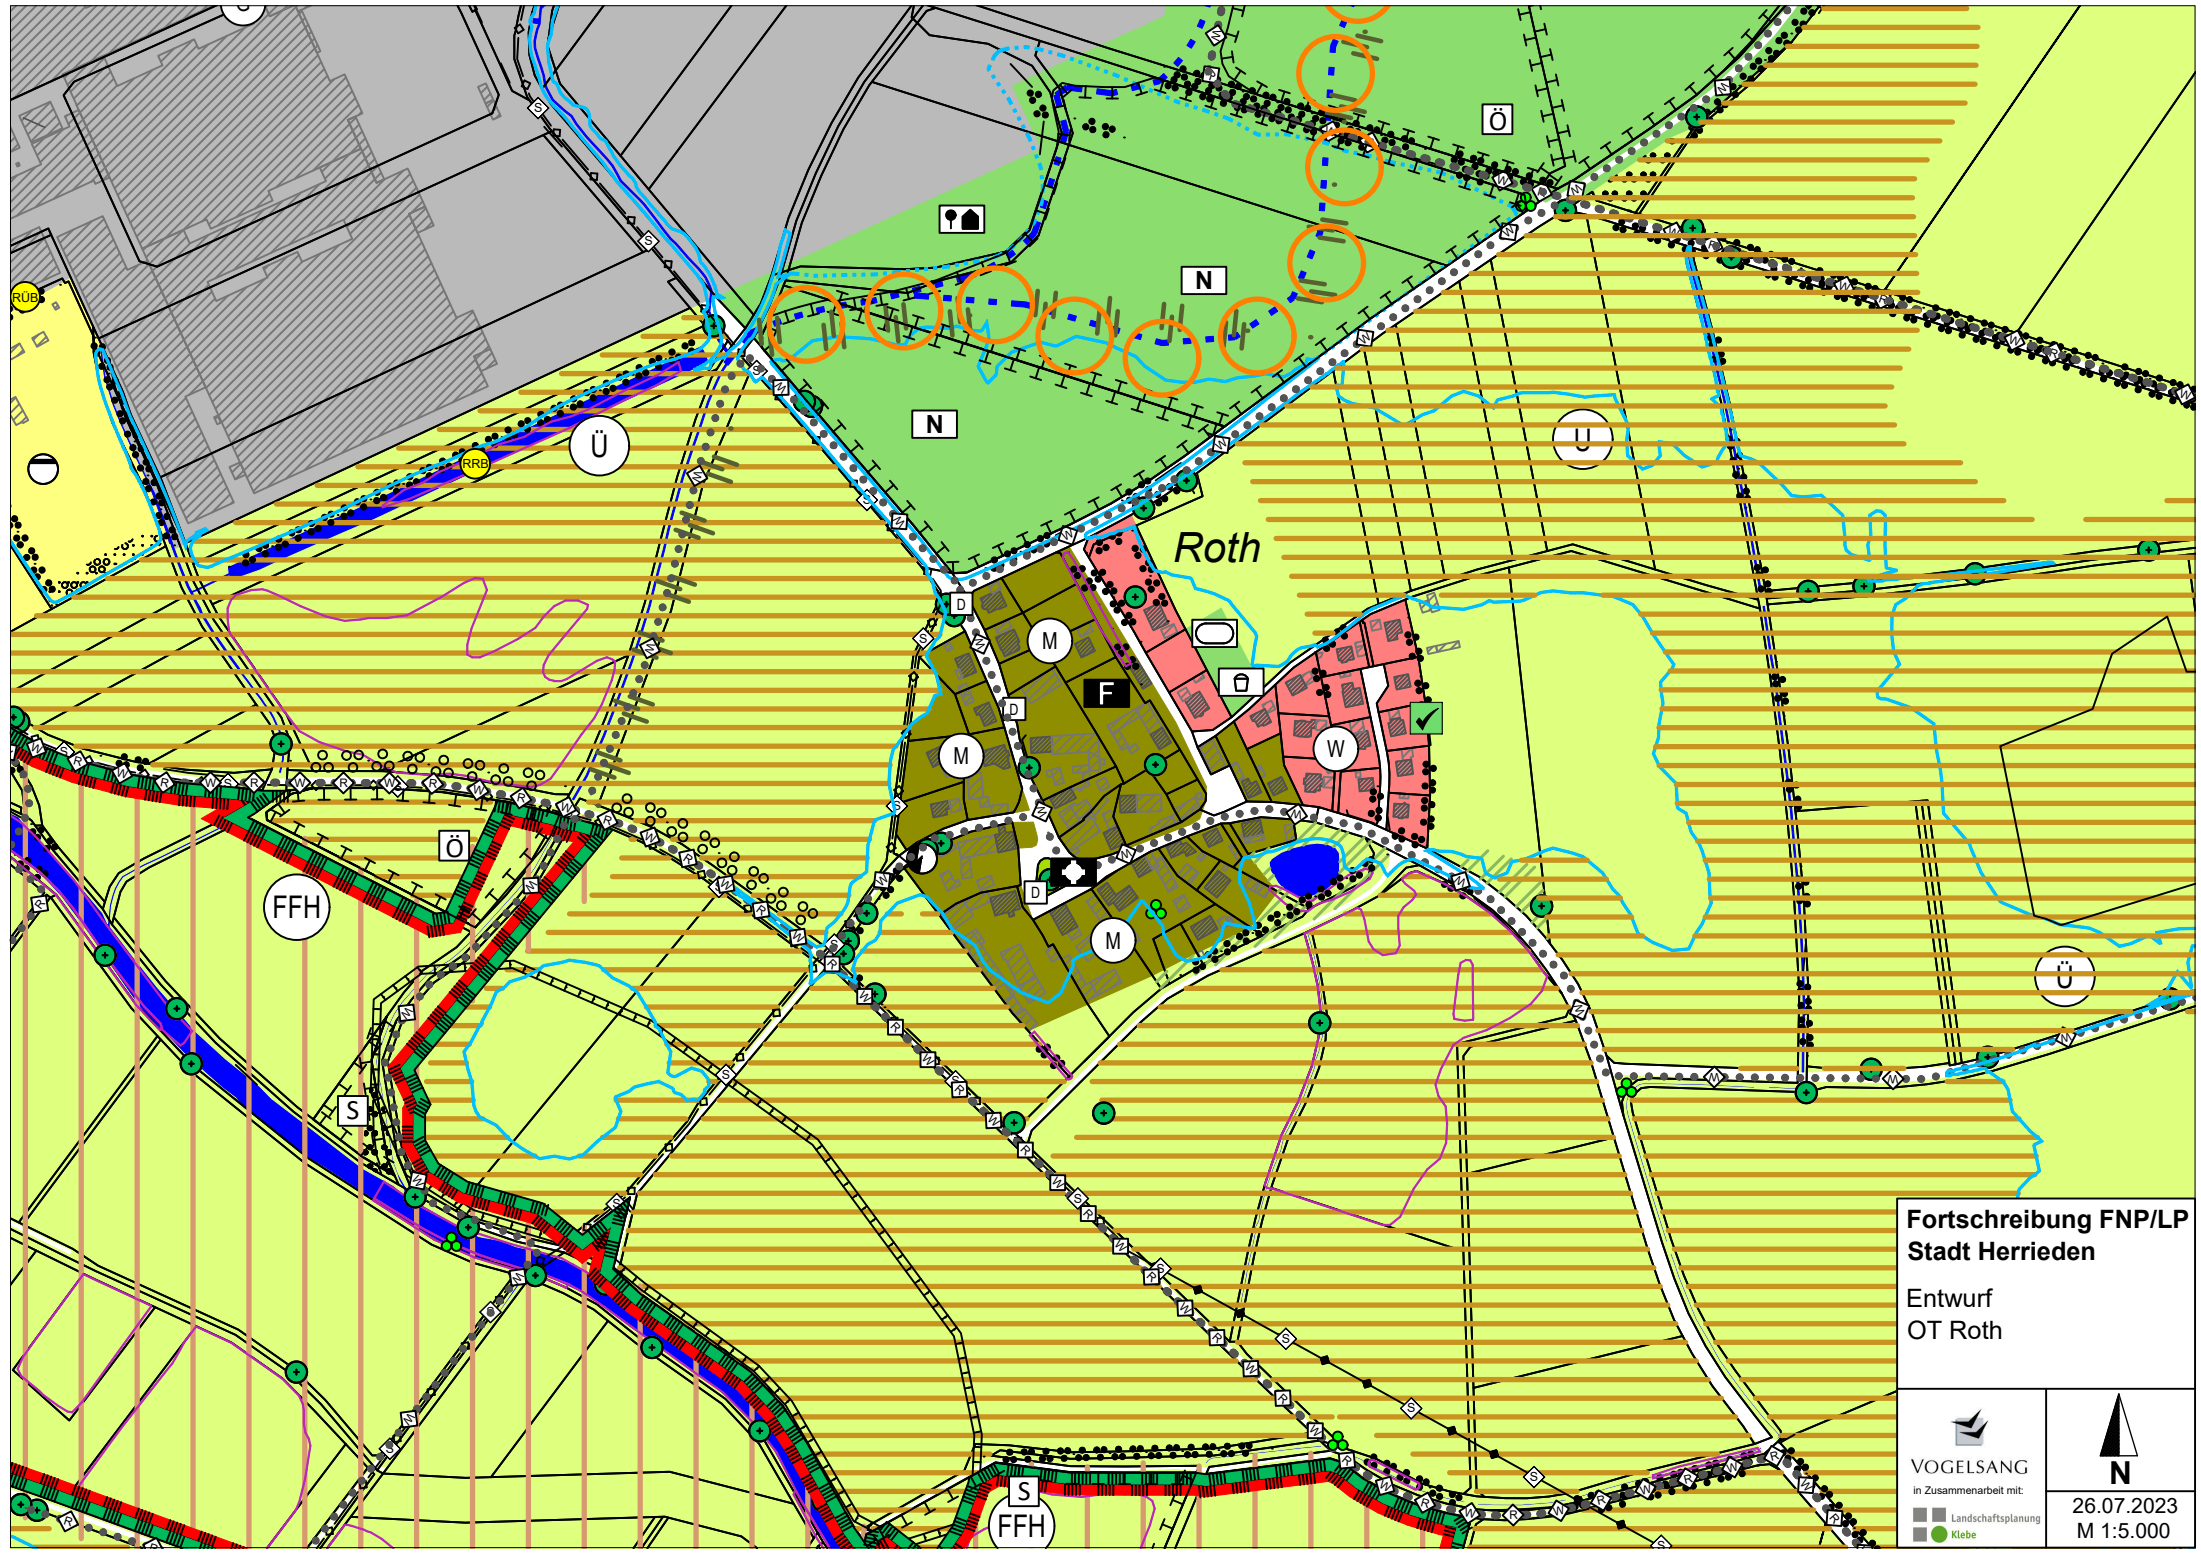 Ö
N
N
RÜB
RRB
Ü
U
Roth
D
M
D
F
M
W
Ö
FFH
D
M
Ü
S
S
FFH
Fortschreibung FNP/LP
Stadt Herrieden
Entwurf
OT Roth
VOGELSANG
in Zusammenarbeit mit:
Landschaftsplanung
Klebe
N
26.07.2023
M 1:5.000